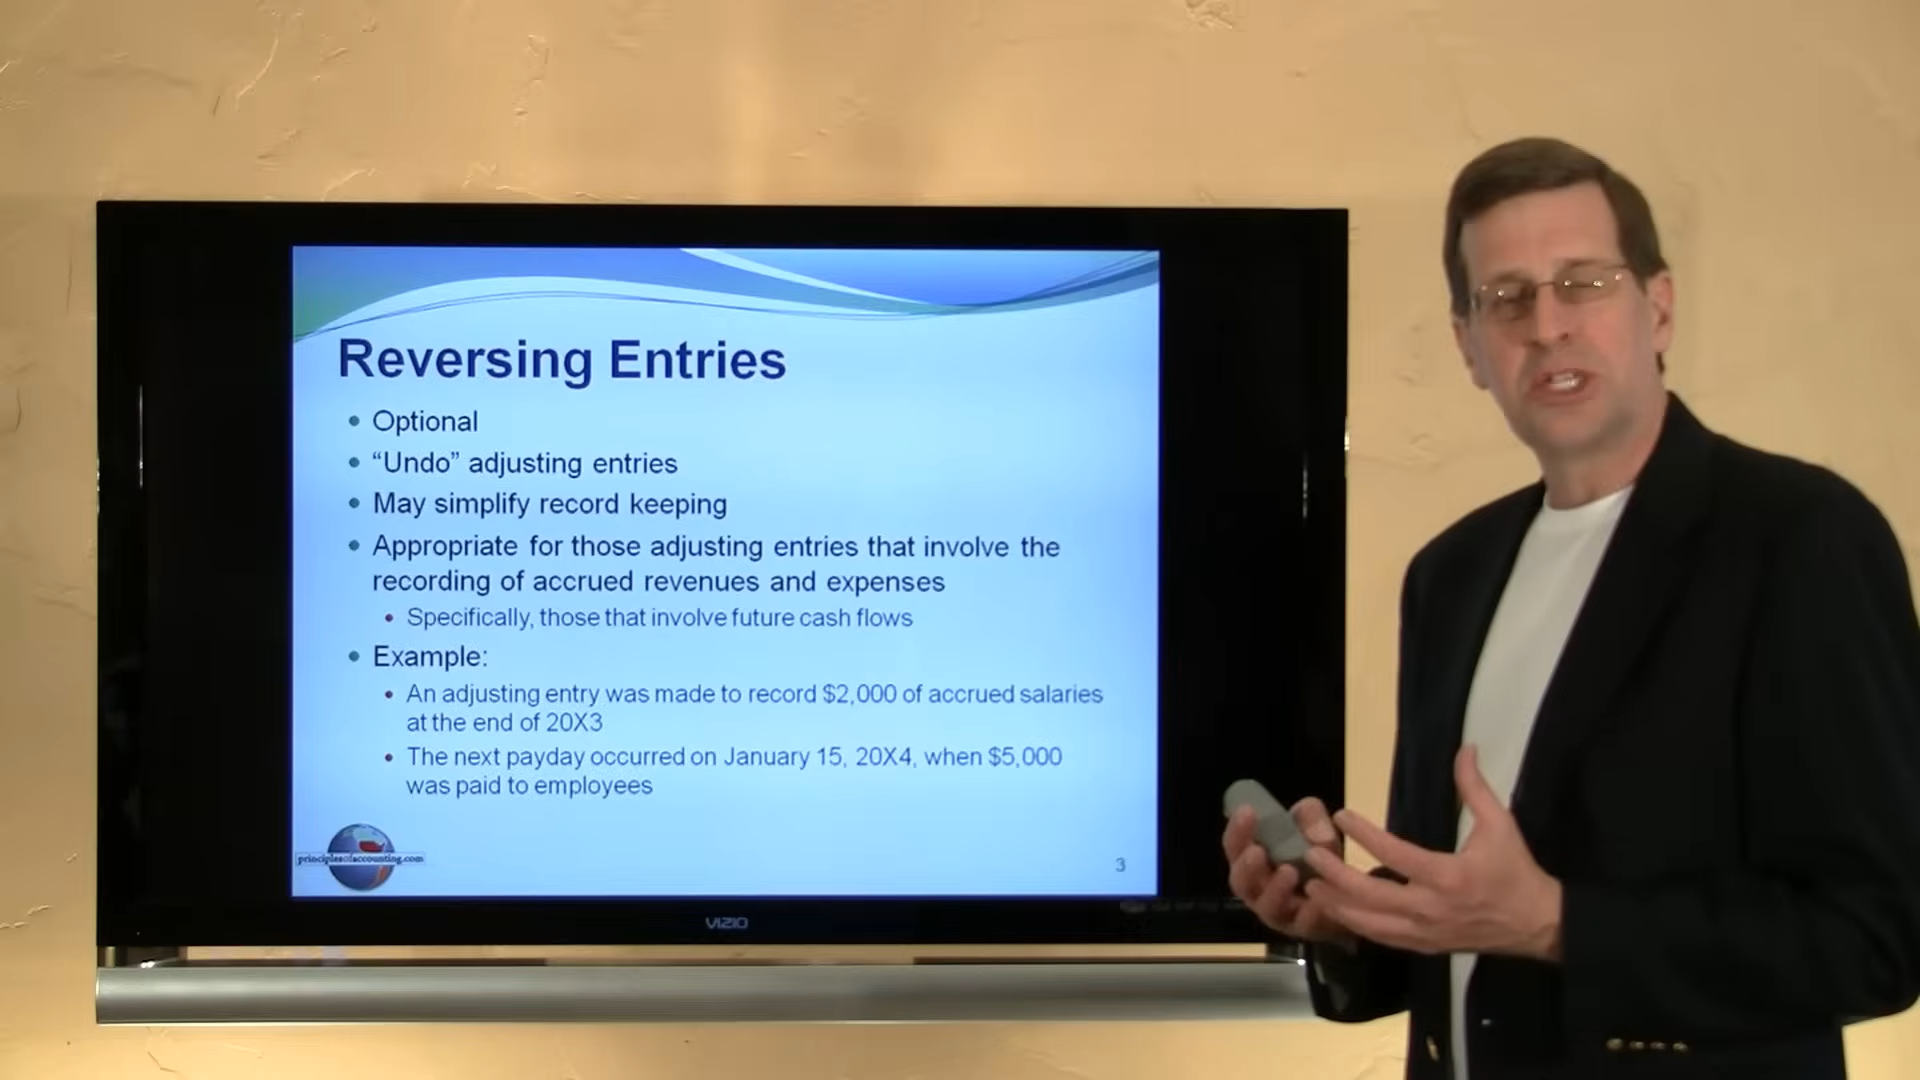 Reversing Entries
• Optional
• “Undo” adjusting entries
• May simplify record keeping
• Appropriate for those adjusting entries that involve the
recording of accrued revenues and expenses
• Specifically, those that involve future cash flows
• Example:
• An adjusting entry was made to record $2,000 of accrued salaries
at the end of 20X3
• The next payday occurred on January 15, 20X4, when $5,000
was paid to employees
principlesofaccounting.com
3
VIZIO